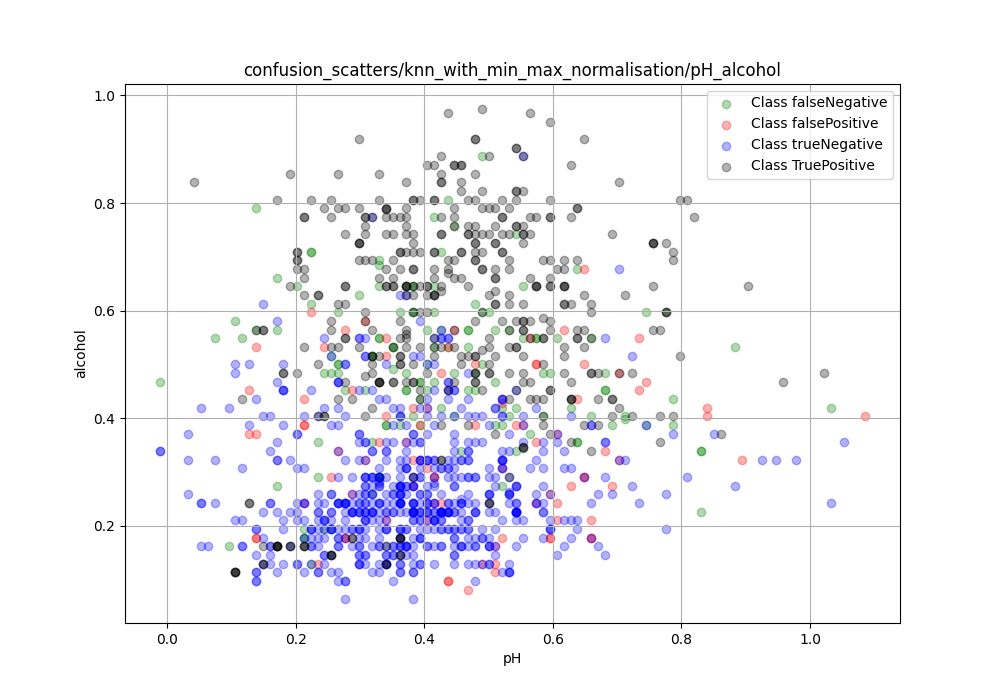 confusion_scatters/knn_with_min_max_normalisation/pH_alcohol
Class falseNegative
Class falsePositive
Class trueNegative
Class TruePositive
1.0
0.8
0.6
0.4
0.2
alcohol
0.0 0.2 0.4 0.6 0.8 1.0
pH